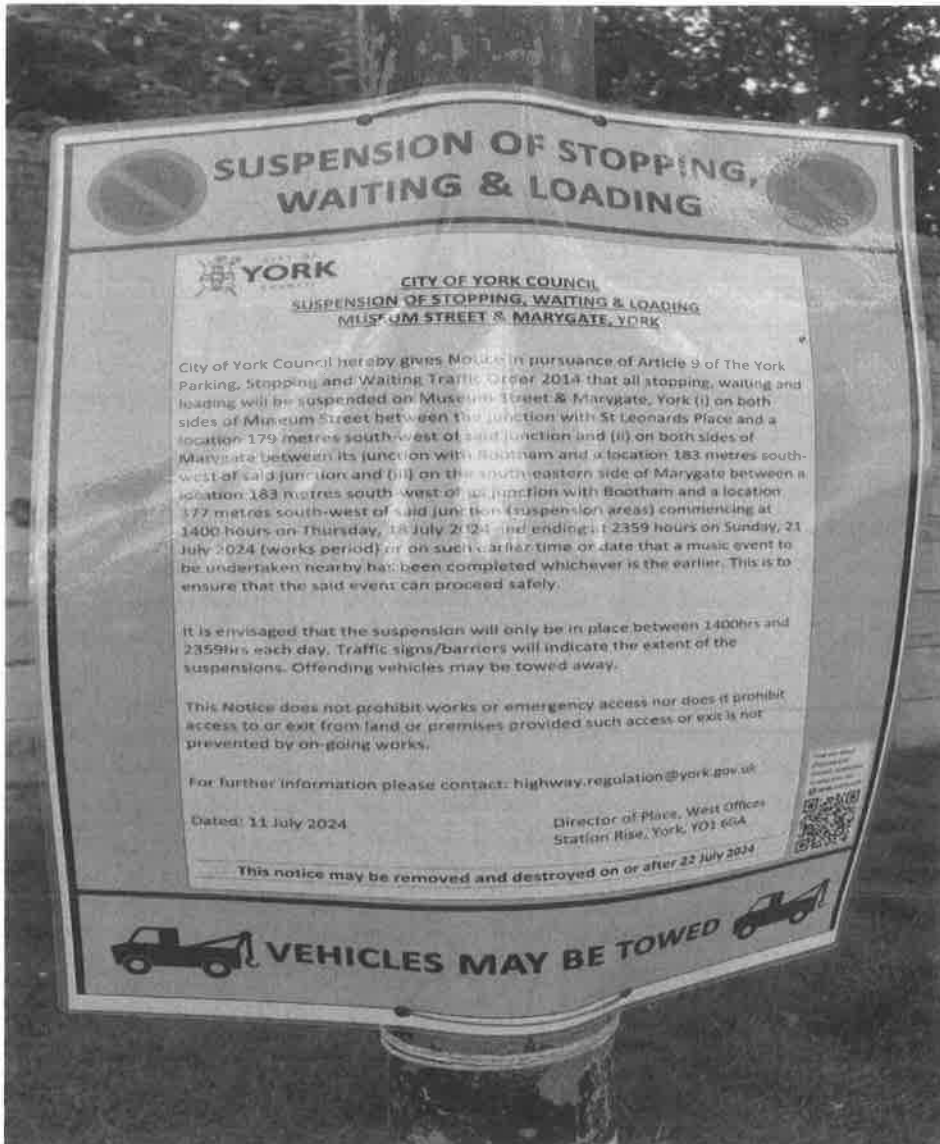 SUSPENSION OF STOPPING,
WAITING & LOADING
CITY OF
YORK
COUNCIL
CITY OF YORK COUNCIL
SUSPENSION OF STOPPING, WAITING & LOADING
MUSEUM STREET & MARYGATE, YORK
City of York Council hereby gives Notice in pursuance of Article 9 of The York
Parking, Stopping and Waiting Traffic Order 2014 that all stopping, waiting and
loading will be suspended on Museum Street & Marygate, York (i) on both
sides of Museum Street between the junction with St Leonards Place and a
location 179 metres south-west of said junction and (ii) on both sides of
Marygate between its junction with Bootham and a location 183 metres south-
west of said junction and (iii) on the south-eastern side of Marygate between a
location 183 metres south-west of its junction with Bootham and a location
377 metres south-west of said junction (suspension areas) commencing at
1400 hours on Thursday, 18 July 2024 and ending at 2359 hours on Sunday, 21
July 2024 (works period) or on such earlier time or date that a music event to
be undertaken nearby has been completed whichever is the earlier. This is to
ensure that the said event can proceed safely.
It is envisaged that the suspension will only be in place between 1400hrs and
2359hrs each day. Traffic signs/barriers will indicate the extent of the
suspensions. Offending vehicles may be towed away.
This Notice does not prohibit works or emergency access nor does it prohibit
access to or exit from land or premises provided such access or exit is not
prevented by on-going works.
For further information please contact: highway.regulation@york.gov.uk
Dated: 11 July 2024
Director of Place, West Offices
Station Rise, York, YO1 6GA
This notice may be removed and destroyed on or after 22 July 2024
VEHICLES MAY BE TOWED